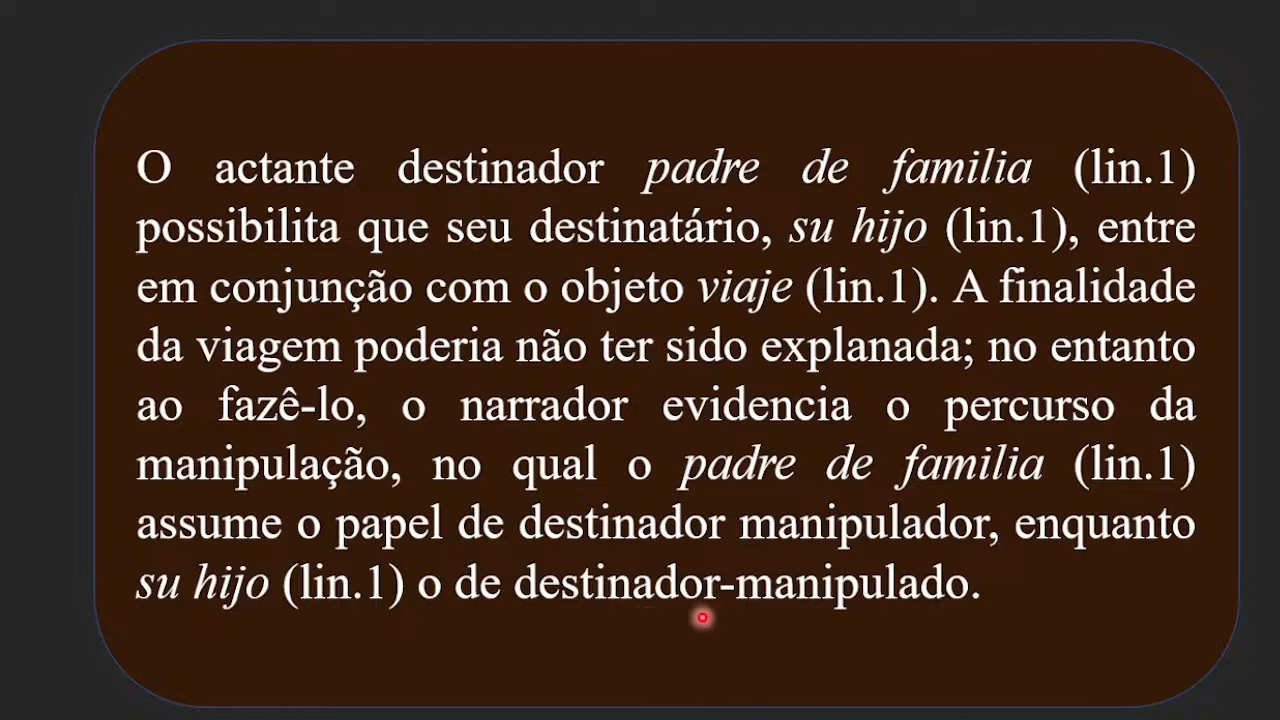 O actante destinador padre de familia (lin.1)
possibilita que seu destinatário, su hijo (lin.1), entre
em conjunção com o objeto viaje (lin.1). A finalidade
da viagem poderia não ter sido explanada; no entanto
ao fazê-lo, o narrador evidencia o percurso da
manipulação, no qual o padre de familia (lin.1)
assume o papel de destinador manipulador, enquanto
su hijo (lin.1) o de destinador-manipulado.